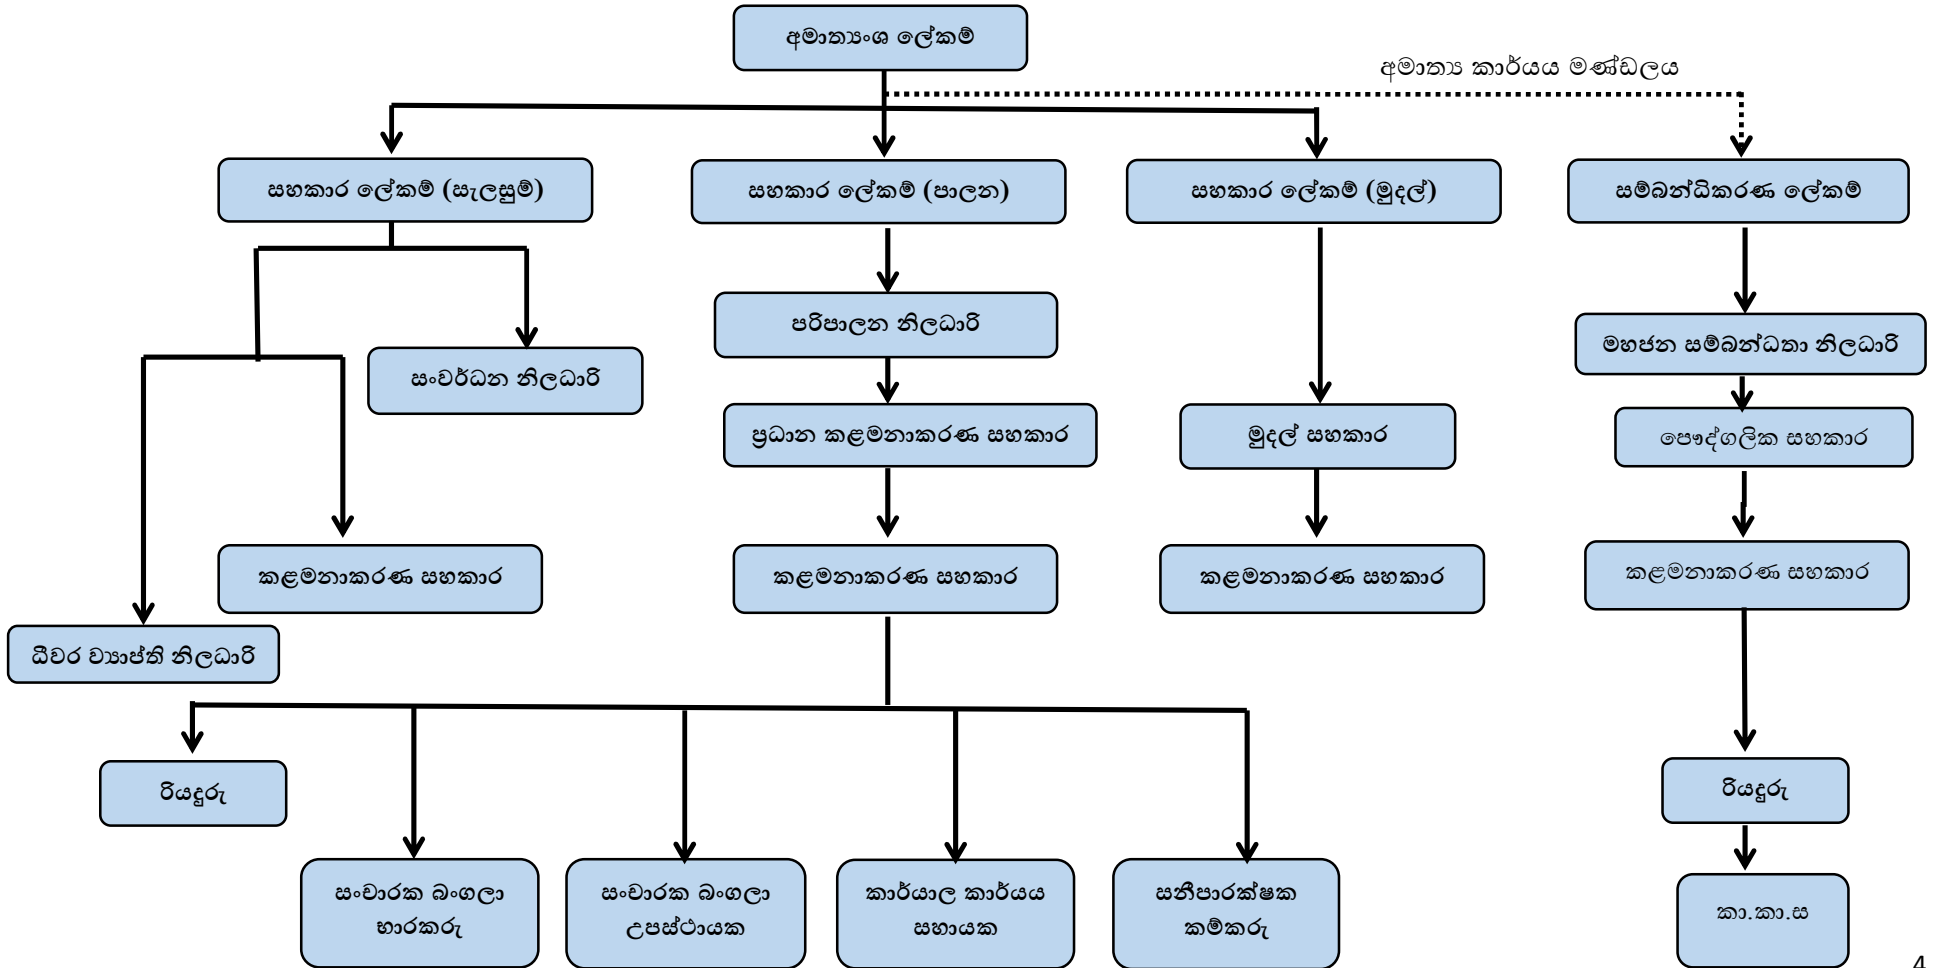 අමාත්‍යංශ ලේකම්
අමාත්‍ය කාර්යය මණ්ඩලය
සහකාර ලේකම් (සැලසුම්)
සහකාර ලේකම් (පාලන)
සහකාර ලේකම් (මුදල්)
සම්බන්ධිකරණ ලේකම්
පරිපාලන නිලධාරි
මහජන සම්බන්ධතා නිලධාරි
සංවර්ධන නිලධාරි
ප්‍රධාන කළමනාකරණ සහකාර
මුදල් සහකාර
පෞද්ගලික සහකාර
කළමනාකරණ සහකාර
කළමනාකරණ සහකාර
කළමනාකරණ සහකාර
කළමනාකරණ සහකාර
ධීවර ව්‍යාප්ති නිලධාරි
රියදුරු
රියදුරු
සංචාරක බංගලා
භාරකරු
සංචාරක බංගලා
උපස්ථායක
කාර්යාල කාර්යය
සහායක
සනීපාරක්ෂක
කම්කරු
කා.කා.ස
4